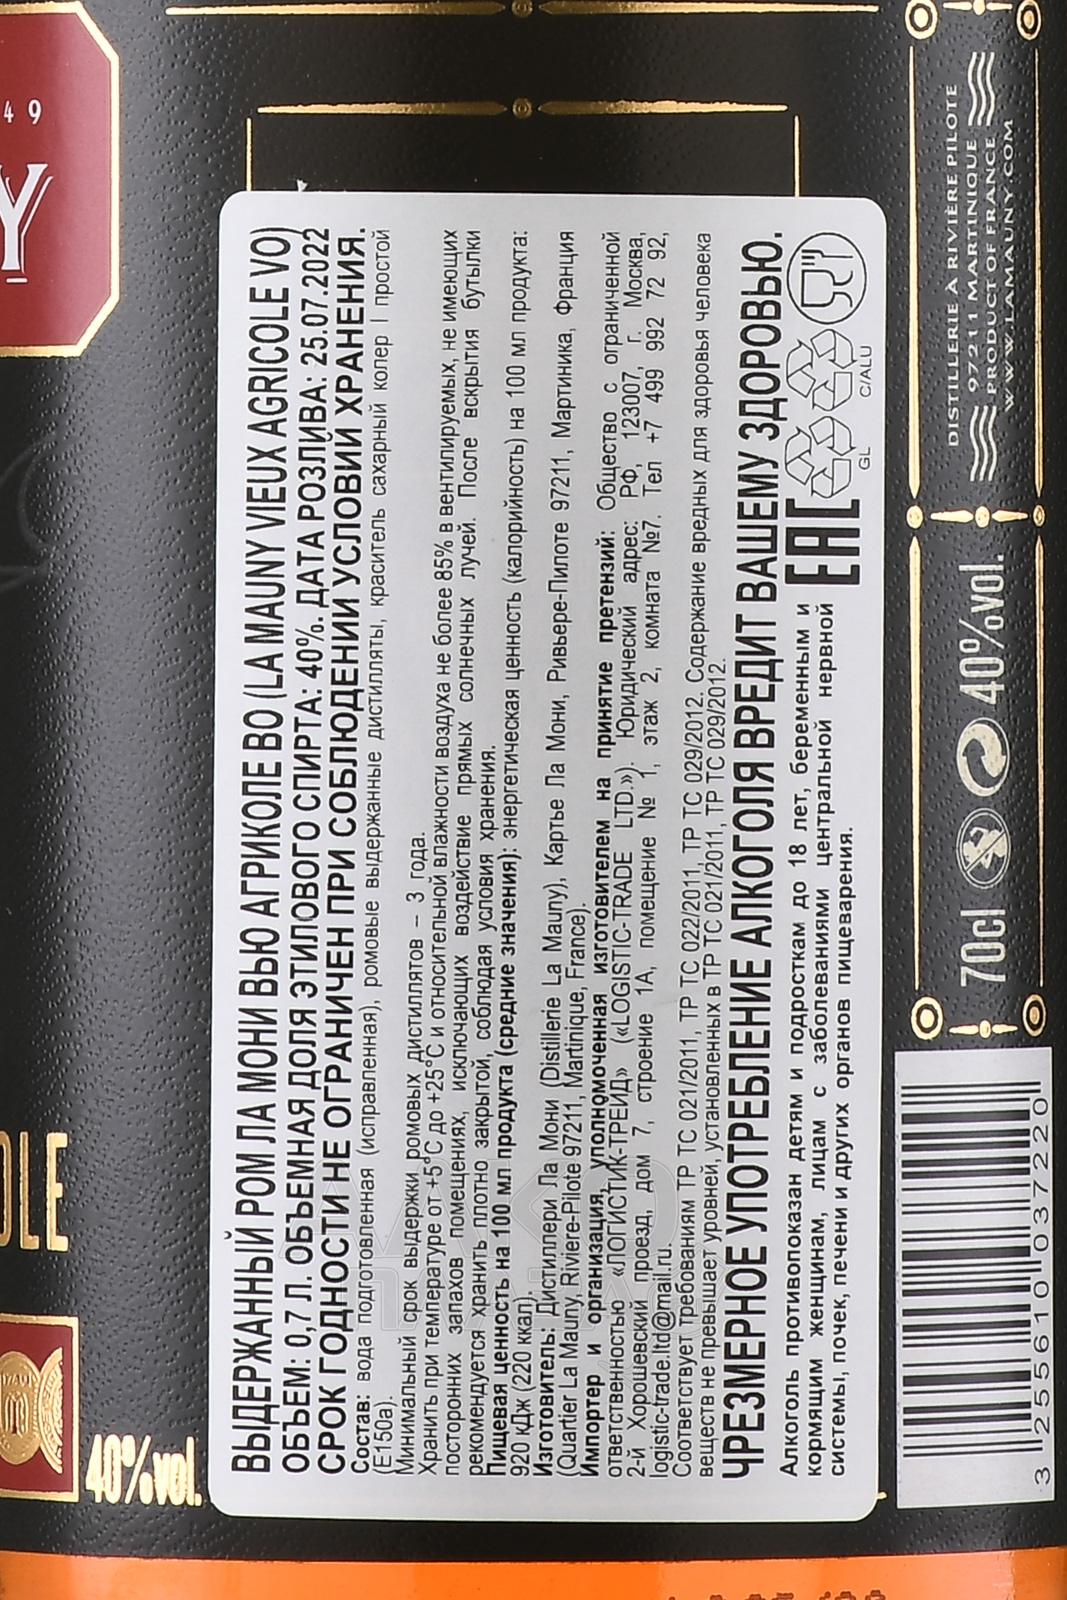 ВЫДЕРЖАННЫЙ РОМ ЛА МОНИ ВЬЮ АГРИКОЛЕ ВО (LA MAUNY VIEUX AGRICOLE VO)
ОБЪЕМ: 0,7 Л. ОБЪЕМНАЯ ДОЛЯ ЭТИЛОВОГО СПИРТА: 40%. ДАТА РОЗЛИВА: 25.07.2022
СРОК ГОДНОСТИ НЕ ОГРАНИЧЕН ПРИ СОБЛЮДЕНИИ УСЛОВИЙ ХРАНЕНИЯ.
Состав: вода подготовленная (исправленная), ромовые выдержанные дистилляты, краситель сахарный колер I простой
(E150a).
Минимальный срок выдержки ромовых дистиллатов – 3 года.
Хранить при температуре от +5°С до +25°С и относительной влажности воздуха не более 85% в вентилируемых, не имеющих
посторонних запахов помещениях, исключающих воздействие прямых солнечных лучей. После вскрытия бутылки
рекомендуется хранить плотно закрытой, соблюдая условия хранения.
Пищевая ценность на 100 мл продукта (средние значения): энергетическая ценность (калорийность) на 100 мл продукта:
920 кДж (220 ккал).
Изготовитель: Дистиллери Ла Мони (Distillerie La Mauny), Картье Ла Мони, Ривьере-Пилоте 97211, Мартиника, Франция
(Quartier La Mauny, Riviere-Pilote 97211, Martinique, France).
Импортер и организация, уполномоченная изготовителем на принятие претензий: Общество с ограниченной
ответственностью «ЛОГИСТИК-ТРЕЙД» («LOGISTIC-TRADE LTD.»). Юридический адрес: РФ, 123007, г. Москва,
2-й Хорошевский проезд, дом 7, строение 1А, помещение №1, этаж 2, комната №7. Тел +7 499 992 72 92,
logistic-trade.ltd@mail.ru.
Соответствует требованиям ТР ТС 021/2011, ТР ТС 022/2011, ТР ТС 029/2012. Содержание вредных для здоровья человека
веществ не превышает уровней, установленных в ТР ТС 021/2011, ТР ТС 029/2012.
ЧРЕЗМЕРНОЕ УПОТРЕБЛЕНИЕ АЛКОГОЛЯ ВРЕДИТ ВАШЕМУ ЗДОРОВЬЮ.
Алкоголь противопоказан детям и подросткам до 18 лет, беременным и
кормящим женщинам, лицам с заболеваниями центральной нервной
системы, почек, печени и других органов пищеварения.
EAC
GL
C/ALU
49
Y
OLE
40%vol.
DISTILLERIE À RIVIÈRE PILOTE
97211 MARTINIQUE
PRODUCT OF FRANCE
WWW.LAMAUNY.COM
70cl
40%vol.
3 255610 037220